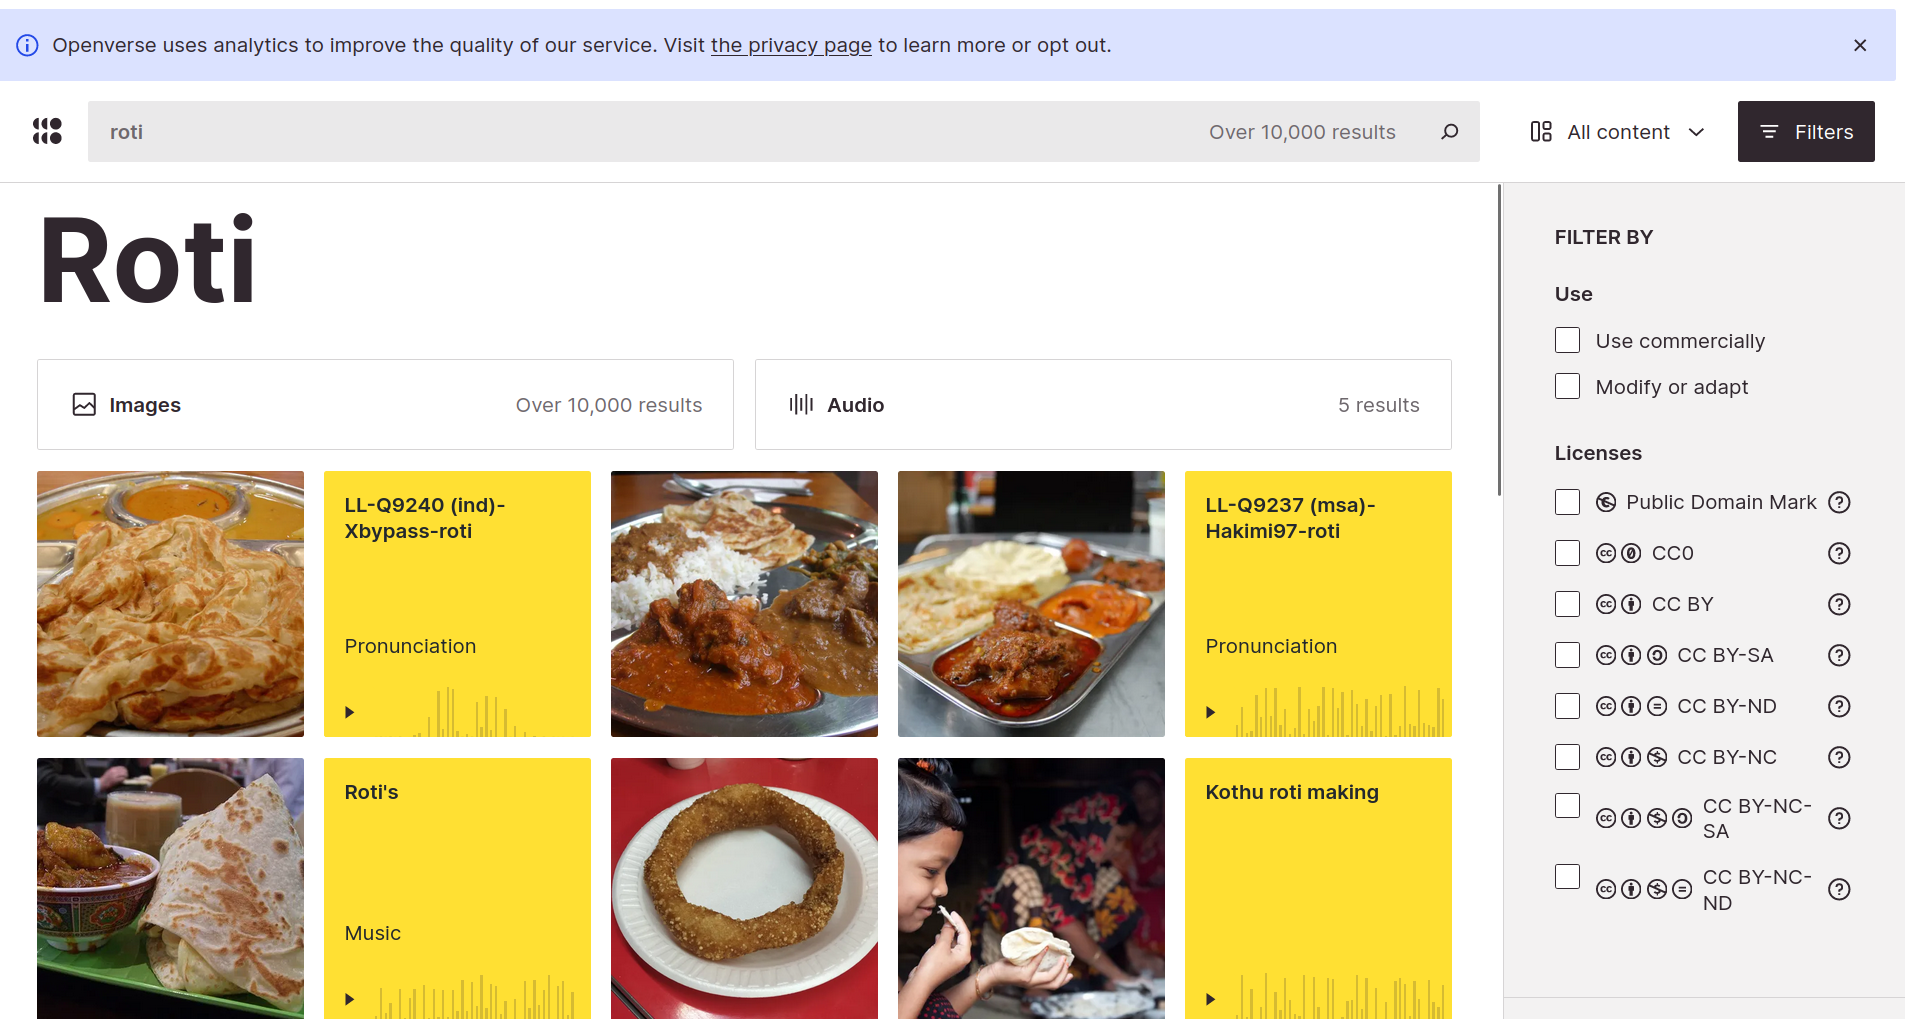 Openverse uses analytics to improve the quality of our service. Visit the privacy page to learn more or opt out.
roti
Over 10,000 results
All content
Filters
Roti
Images
Over 10,000 results
Audio
5 results
LL-Q9240 (ind)-
Xbypass-roti
Pronunciation
LL-Q9237 (msa)-
Hakimi97-roti
Pronunciation
Roti's
Music
Kothu roti making
FILTER BY
Use
Use commercially
Modify or adapt
Licenses
Public Domain Mark
CC0
CC BY
CC BY-SA
CC BY-ND
CC BY-NC
CC BY-NC-
SA
CC BY-NC-
ND